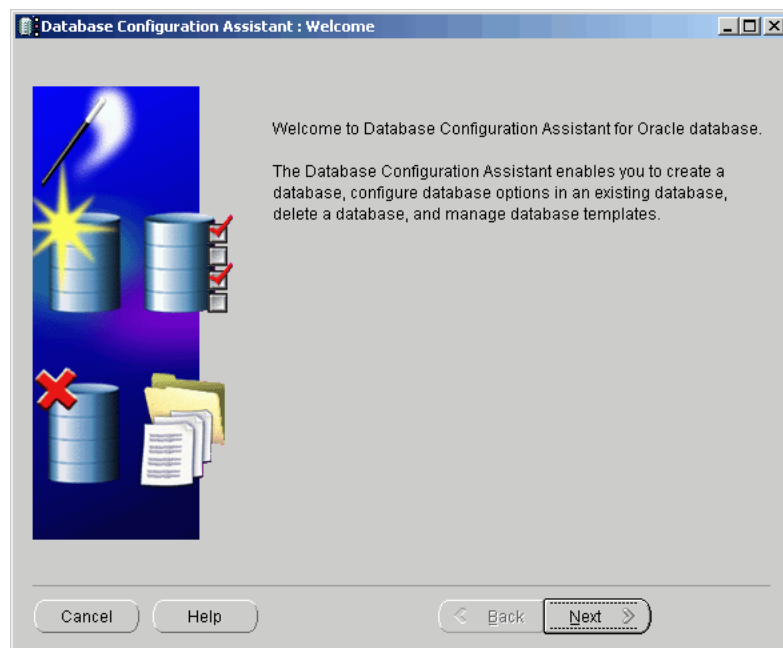 Database Configuration Assistant : Welcome
Welcome to Database Configuration Assistant for Oracle database.
The Database Configuration Assistant enables you to create a
database, configure database options in an existing database,
delete a database, and manage database templates.
Cancel
Help
Back
Next